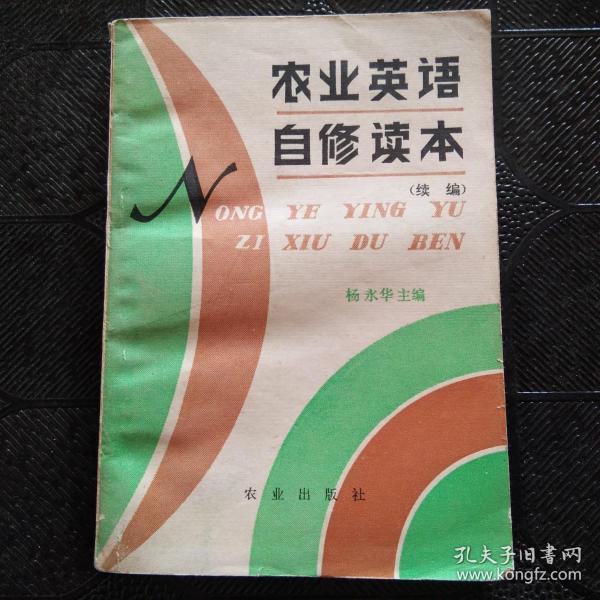 农业英语
自修读本
(续编)
NONG YE YING YU
ZI XIU DU BEN
杨永华主编
农业出版社
孔夫子旧书网
www.kongfz.com